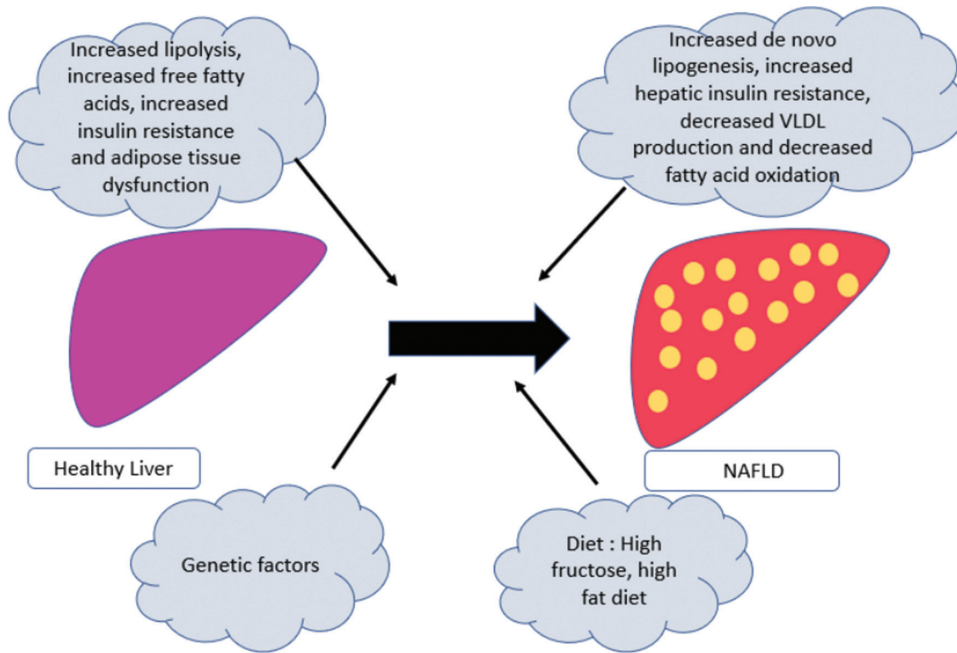 Increased lipolysis,
increased free fatty
acids, increased
insulin resistance
and adipose tissue
dysfunction
Increased de novo
lipogenesis, increased
hepatic insulin resistance,
decreased VLDL
production and decreased
fatty acid oxidation
Healthy Liver
NAFLD
Genetic factors
Diet : High
fructose, high
fat diet